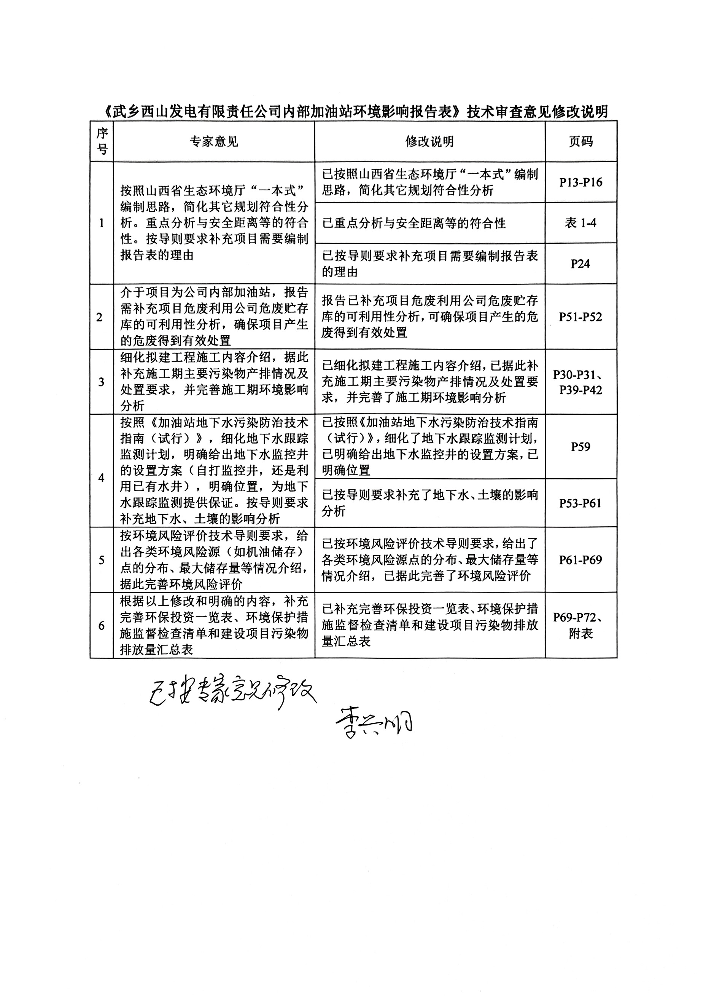 《武乡西山发电有限责任公司内部加油站环境影响报告表》技术审查意见修改说明
序
号
专家意见
修改说明
页码
1
按照山西省生态环境厅“一本式”
编制思路，简化其它规划符合性分
析。重点分析与安全距离等的符合
性。按导则要求补充项目需要编制
报告表的理由
已按照山西省生态环境厅“一本式”编制
思路，简化其它规划符合性分析
P13-P16
已重点分析与安全距离等的符合性
表 1-4
已按导则要求补充项目需要编制报告表
的理由
P24
2
介于项目为公司内部加油站，报告
需补充项目危废利用公司危废贮存
库的可利用性分析，确保项目产生
的危废得到有效处置
报告已补充项目危废利用公司危废贮存
库的可利用性分析，可确保项目产生的危
废得到有效处置
P51-P52
3
细化拟建工程施工内容介绍，据此
补充施工期主要污染物产排情况及
处置要求，并完善施工期环境影响
分析
已细化拟建工程施工内容介绍，已据此补
充施工期主要污染物产排情况及处置要
求，并完善了施工期环境影响分析
P30-P31、
P39-P42
4
按照《加油站地下水污染防治技术
指南（试行）》，细化地下水跟踪
监测计划，明确给出地下水监控井
的设置方案（自打监控井，还是利
用已有水井），明确位置，为地下
水跟踪监测提供保证。按导则要求
补充地下水、土壤的影响分析
已按照《加油站地下水污染防治技术指南
（试行）》，细化了地下水跟踪监测计划，
已明确给出地下水监控井的设置方案，已
明确位置
P59
已按导则要求补充了地下水、土壤的影响
分析
P53-P61
5
按环境风险评价技术导则要求，给
出各类环境风险源（如机油储存）
点的分布、最大储存量等情况介绍，
据此完善环境风险评价
已按环境风险评价技术导则要求，给出了
各类环境风险源点的分布、最大储存量等
情况介绍，已据此完善了环境风险评价
P61-P69
6
根据以上修改和明确的内容，补充
完善环保投资一览表、环境保护措
施监督检查清单和建设项目污染物
排放量汇总表
已补充完善环保投资一览表、环境保护措
施监督检查清单和建设项目污染物排放
量汇总表
P69-P72、
附表
已按专家意见修改
李兴明